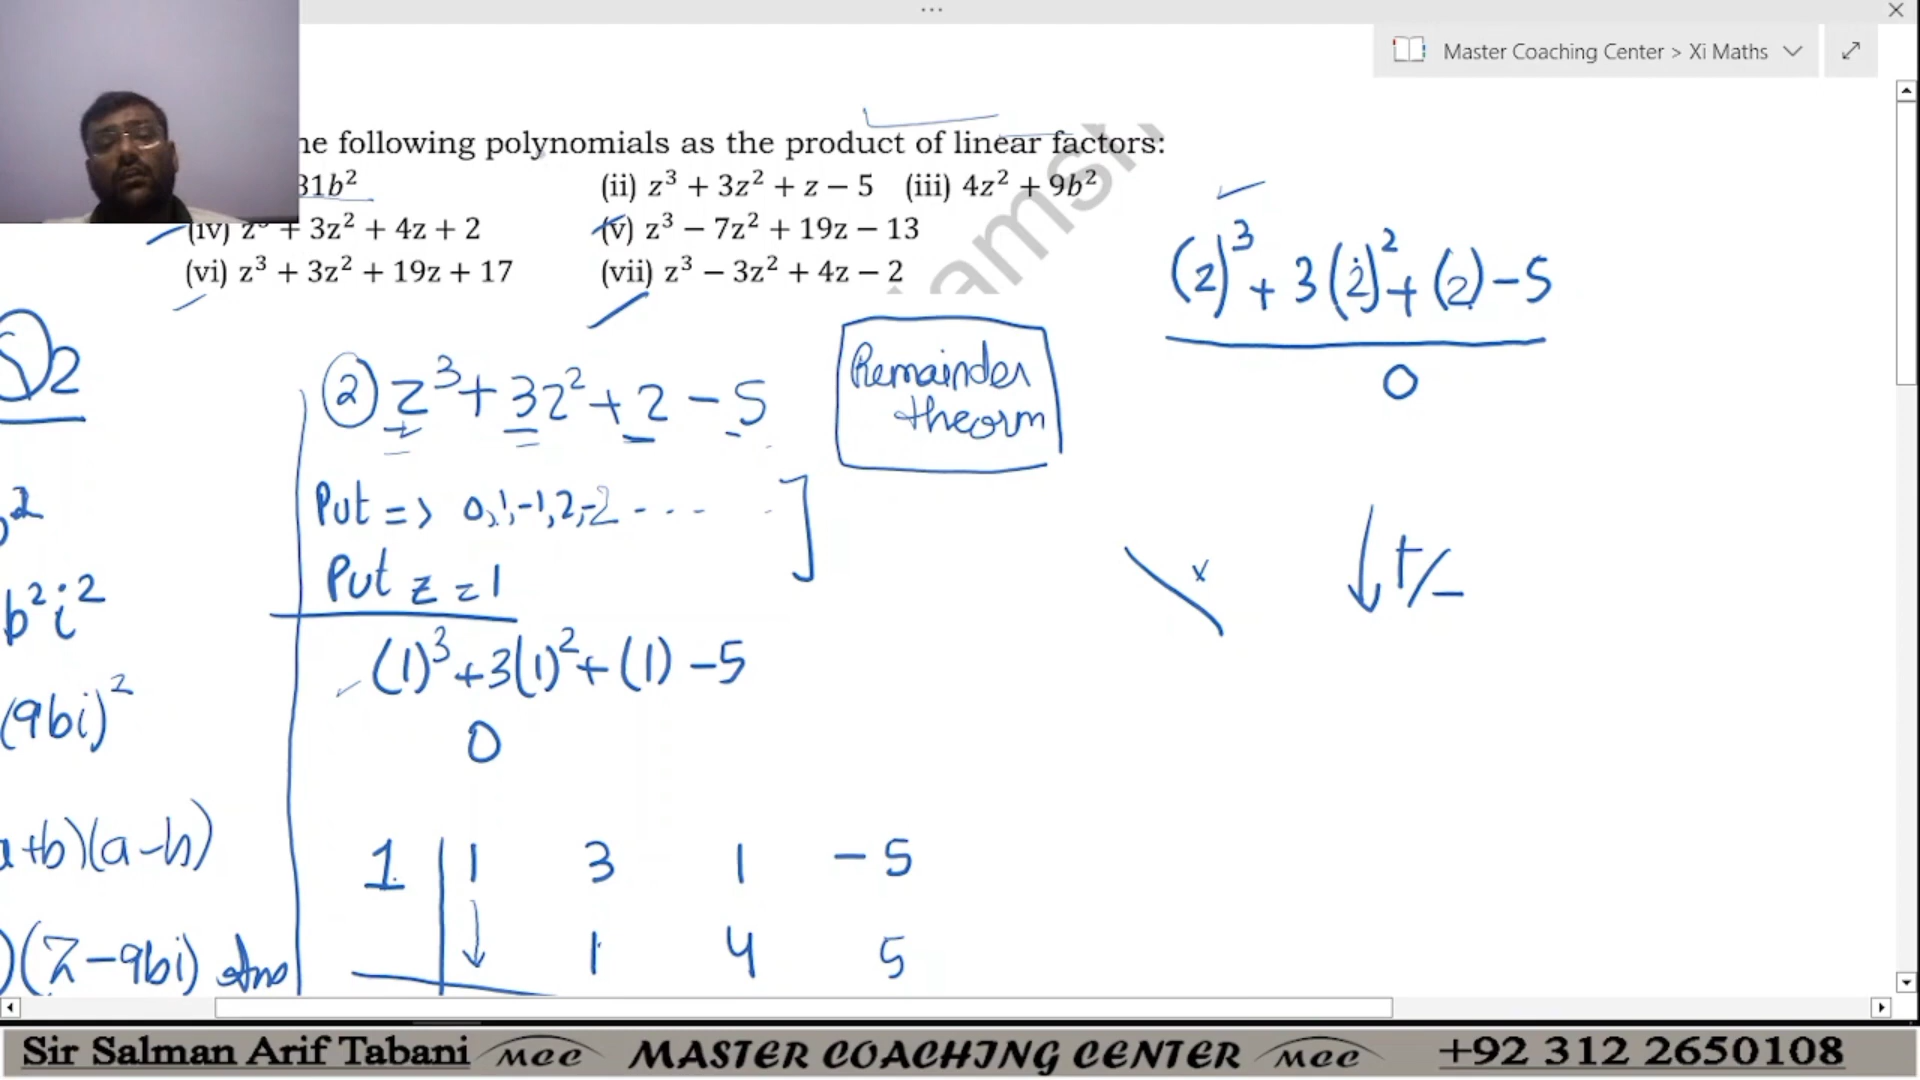 ...
Master Coaching Center > Xi Maths
he following polynomials as the product of linear factors:
31b² (ii) z³ + 3z² + z − 5 (iii) 4z² + 9b²
(iv) z³ + 3z² + 4z + 2 (v) z³ − 7z² + 19z − 13
(vi) z³ + 3z² + 19z + 17 (vii) z³ − 3z² + 4z − 2
(z)³ + 3(2)² + (2) − 5
0
② z³ + 3z² + z − 5
Remainder
theorm
Put => 0, 1, -1, 2, -2 - - - -
Put z = 1
(1)³ + 3(1)² + (1) − 5
0
1 | 1 3 1 − 5
1 4 5
x
↓ +/−
2
b²i²
(9bi)²
a+b)(a−b)
)(z−9bi) Ans
Sir Salman Arif Tabani MCC MASTER COACHING CENTER MCC +92 312 2650108